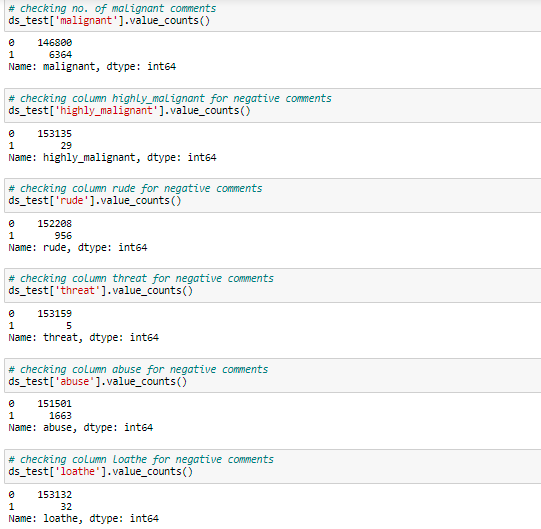 # checking no. of malignant comments
ds_test['malignant'].value_counts()
0    146800
1      6364
Name: malignant, dtype: int64
# checking column highly_malignant for negative comments
ds_test['highly_malignant'].value_counts()
0    153135
1        29
Name: highly_malignant, dtype: int64
# checking column rude for negative comments
ds_test['rude'].value_counts()
0    152208
1       956
Name: rude, dtype: int64
# checking column threat for negative comments
ds_test['threat'].value_counts()
0    153159
1         5
Name: threat, dtype: int64
# checking column abuse for negative comments
ds_test['abuse'].value_counts()
0    151501
1      1663
Name: abuse, dtype: int64
# checking column loathe for negative comments
ds_test['loathe'].value_counts()
0    153132
1        32
Name: loathe, dtype: int64